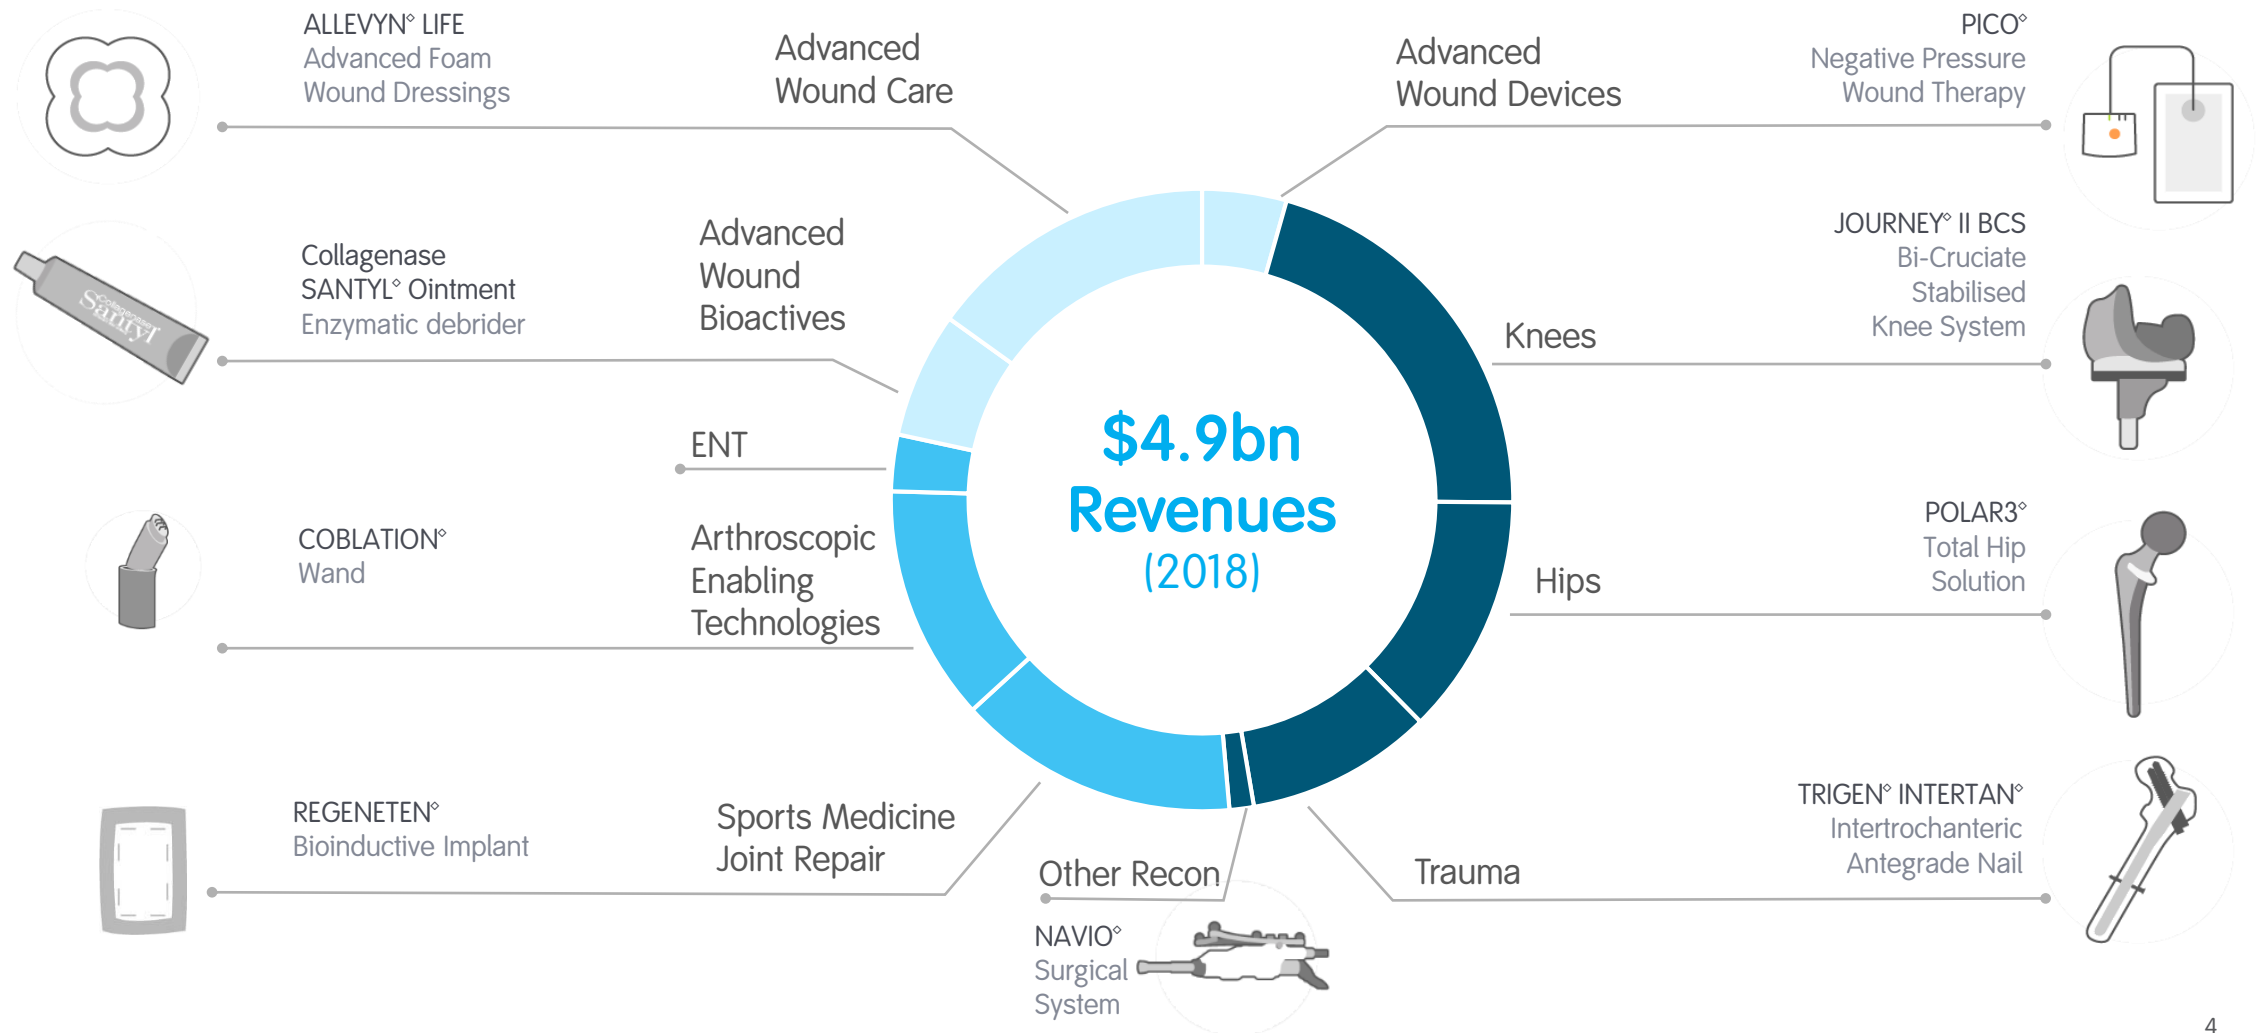 ALLEVYN◊ LIFE
Advanced Foam
Wound Dressings
Advanced
Wound Care
Advanced
Wound Devices
PICO◊
Negative Pressure
Wound Therapy
Collagenase
SANTYL◊ Ointment
Enzymatic debrider
Collagenase
Santyl
Advanced
Wound
Bioactives
JOURNEY◊ II BCS
Bi-Cruciate
Stabilised
Knee System
Knees
ENT
$4.9bn
Revenues
(2018)
COBLATION◊
Wand
Arthroscopic
Enabling
Technologies
Hips
POLAR3◊
Total Hip
Solution
REGENETEN◊
Bioinductive Implant
Sports Medicine
Joint Repair
Other Recon
NAVIO◊
Surgical
System
Trauma
TRIGEN◊ INTERTAN◊
Intertrochanteric
Antegrade Nail
4